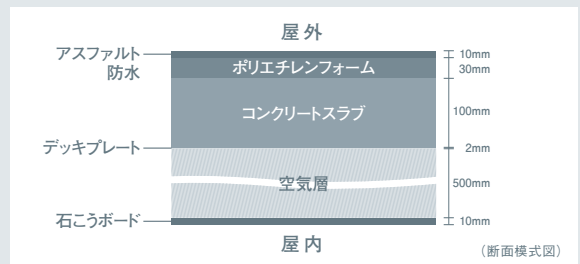 屋外
アスファルト
防水
ポリエチレンフォーム
コンクリートスラブ
デッキプレート
空気層
石こうボード
屋内
10mm
30mm
100mm
2mm
500mm
10mm
(断面模式図)